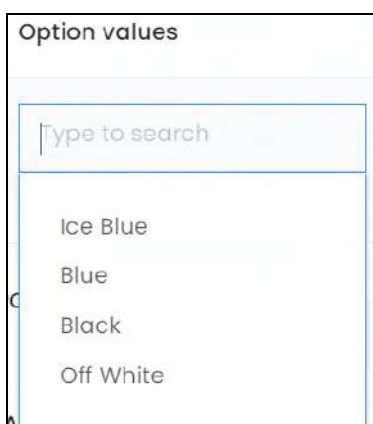 Option values
Type to search
Ice Blue
Blue
Black
Off White